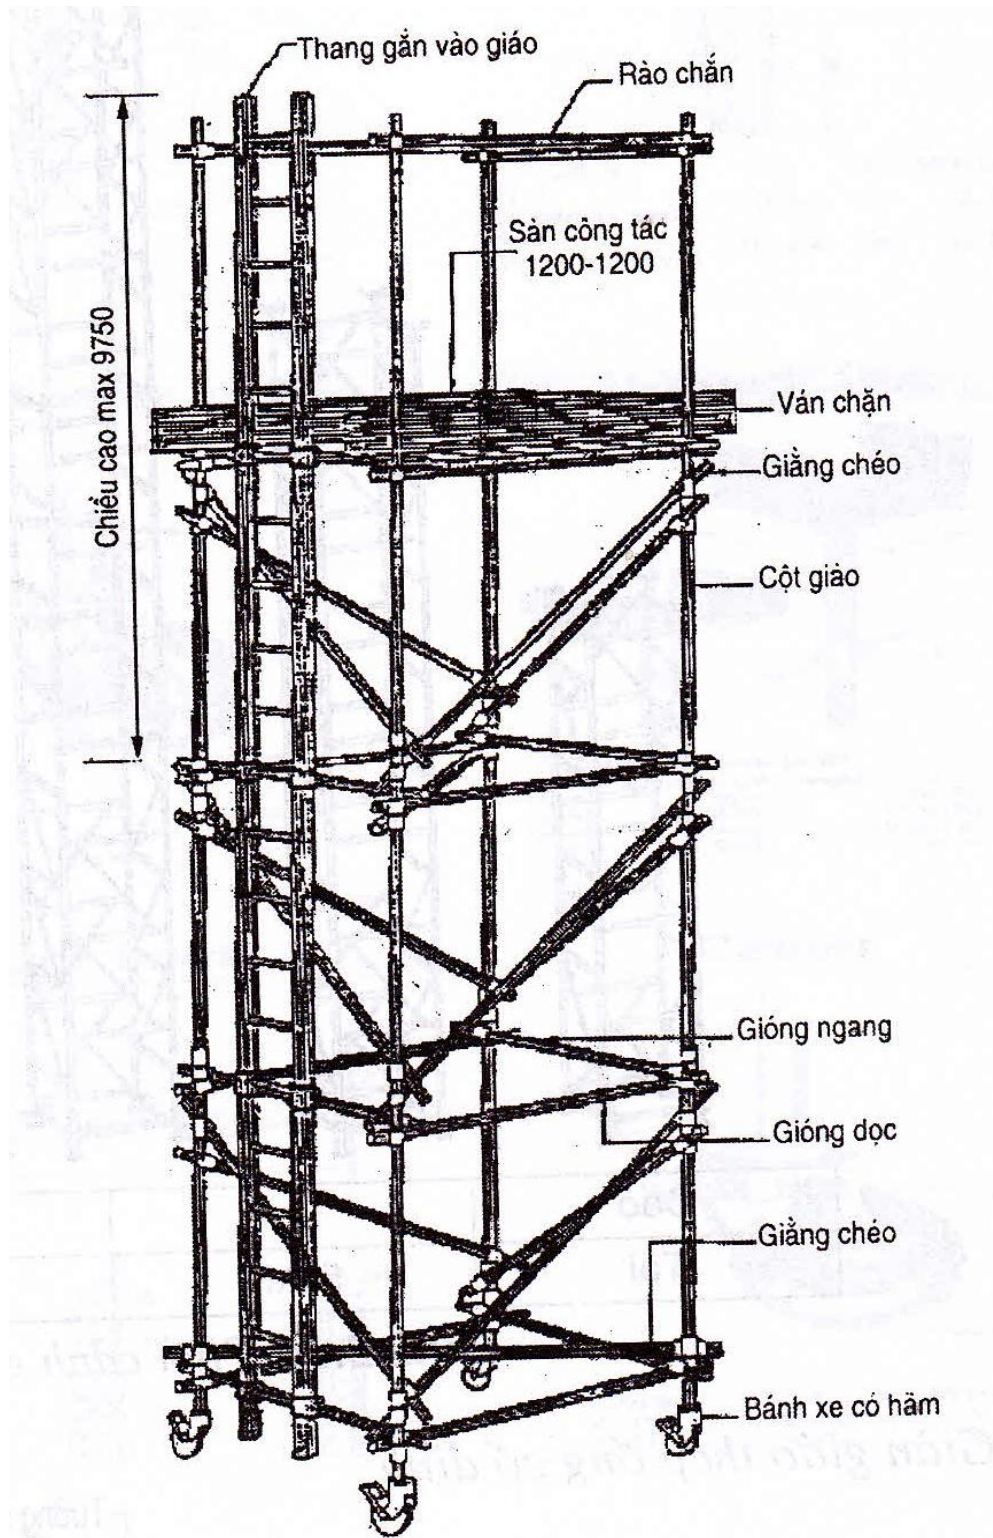 Thang gắn vào giáo
Rào chắn
Sàn công tác
1200-1200
Chiều cao max 9750
Ván chặn
Giằng chéo
Cột giáo
Gióng ngang
Gióng dọc
Giằng chéo
Bánh xe có hãm